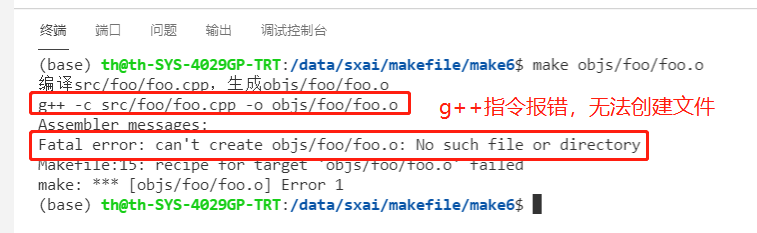 终端 端口 问题 输出 调试控制台
(base) th@th-SYS-4029GP-TRT:/data/sxai/makefile/make6$ make objs/foo/foo.o
编译src/foo/foo.cpp，生成objs/foo/foo.o
g++ -c src/foo/foo.cpp -o objs/foo/foo.o
g++指令报错，无法创建文件
Assembler messages:
Fatal error: can't create objs/foo/foo.o: No such file or directory
Makefile:15: recipe for target 'objs/foo/foo.o' failed
make: *** [objs/foo/foo.o] Error 1
(base) th@th-SYS-4029GP-TRT:/data/sxai/makefile/make6$